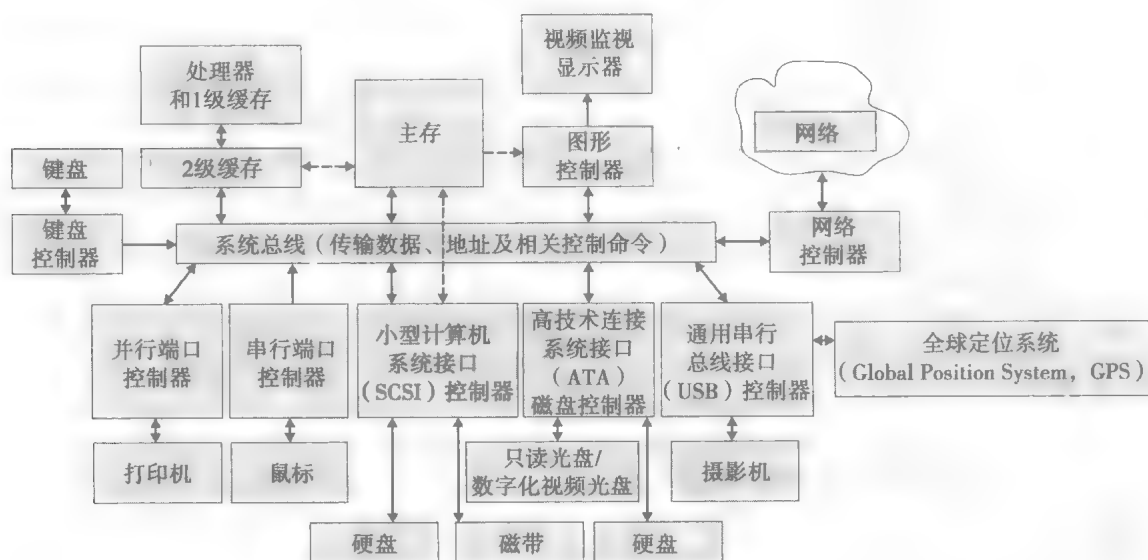 视频监视
显示器
处理器
和1级缓存
主存
网络
图形
控制器
键盘
2级缓存
键盘
控制器
系统总线（传输数据、地址及相关控制命令）
网络
控制器
并行端口
控制器
串行端口
控制器
小型计算机
系统接口
（SCSI）控制器
高技术连接
系统接口
（ATA）
磁盘控制器
通用串行
总线接口
（USB）控制器
全球定位系统
（Global Position System，GPS）
打印机
鼠标
只读光盘/
数字化视频光盘
摄影机
硬盘
磁带
硬盘